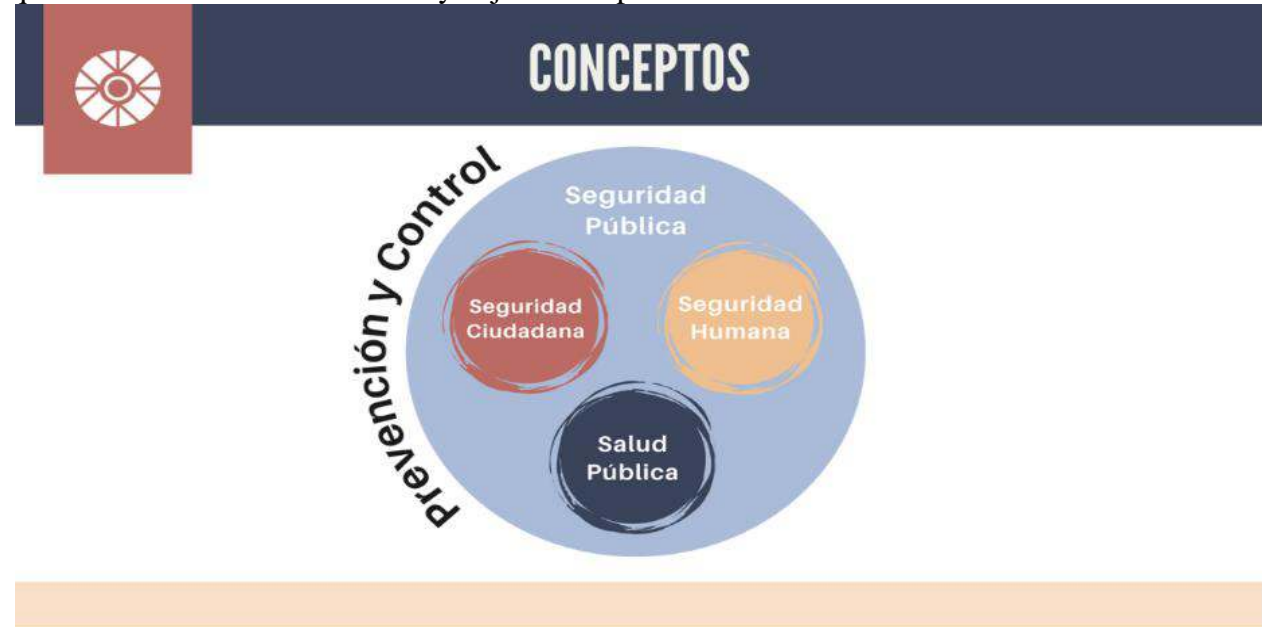 CONCEPTOS
Prevención y Control
Seguridad
Pública
Seguridad
Ciudadana
Seguridad
Humana
Salud
Pública